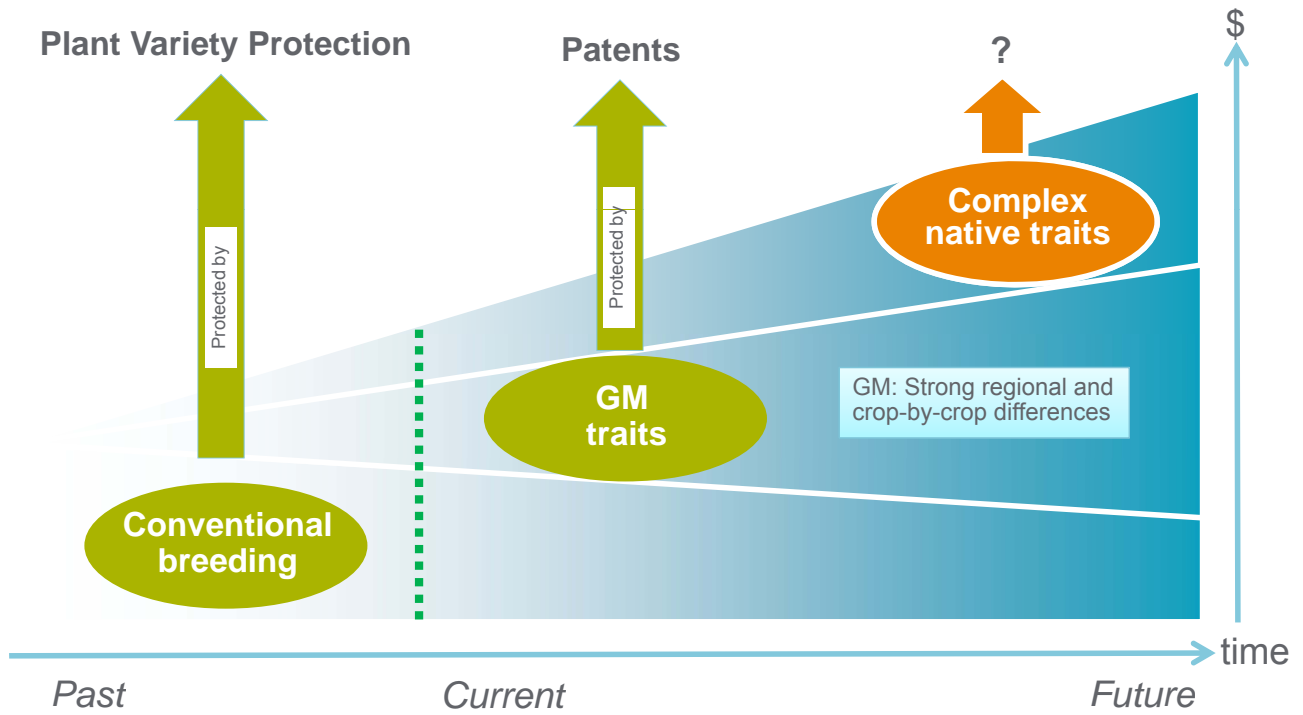 Plant Variety Protection
Patents
?
$
Protected by
Protected by
Complex
native traits
GM: Strong regional and
crop-by-crop differences
GM
traits
Conventional
breeding
time
Past
Current
Future